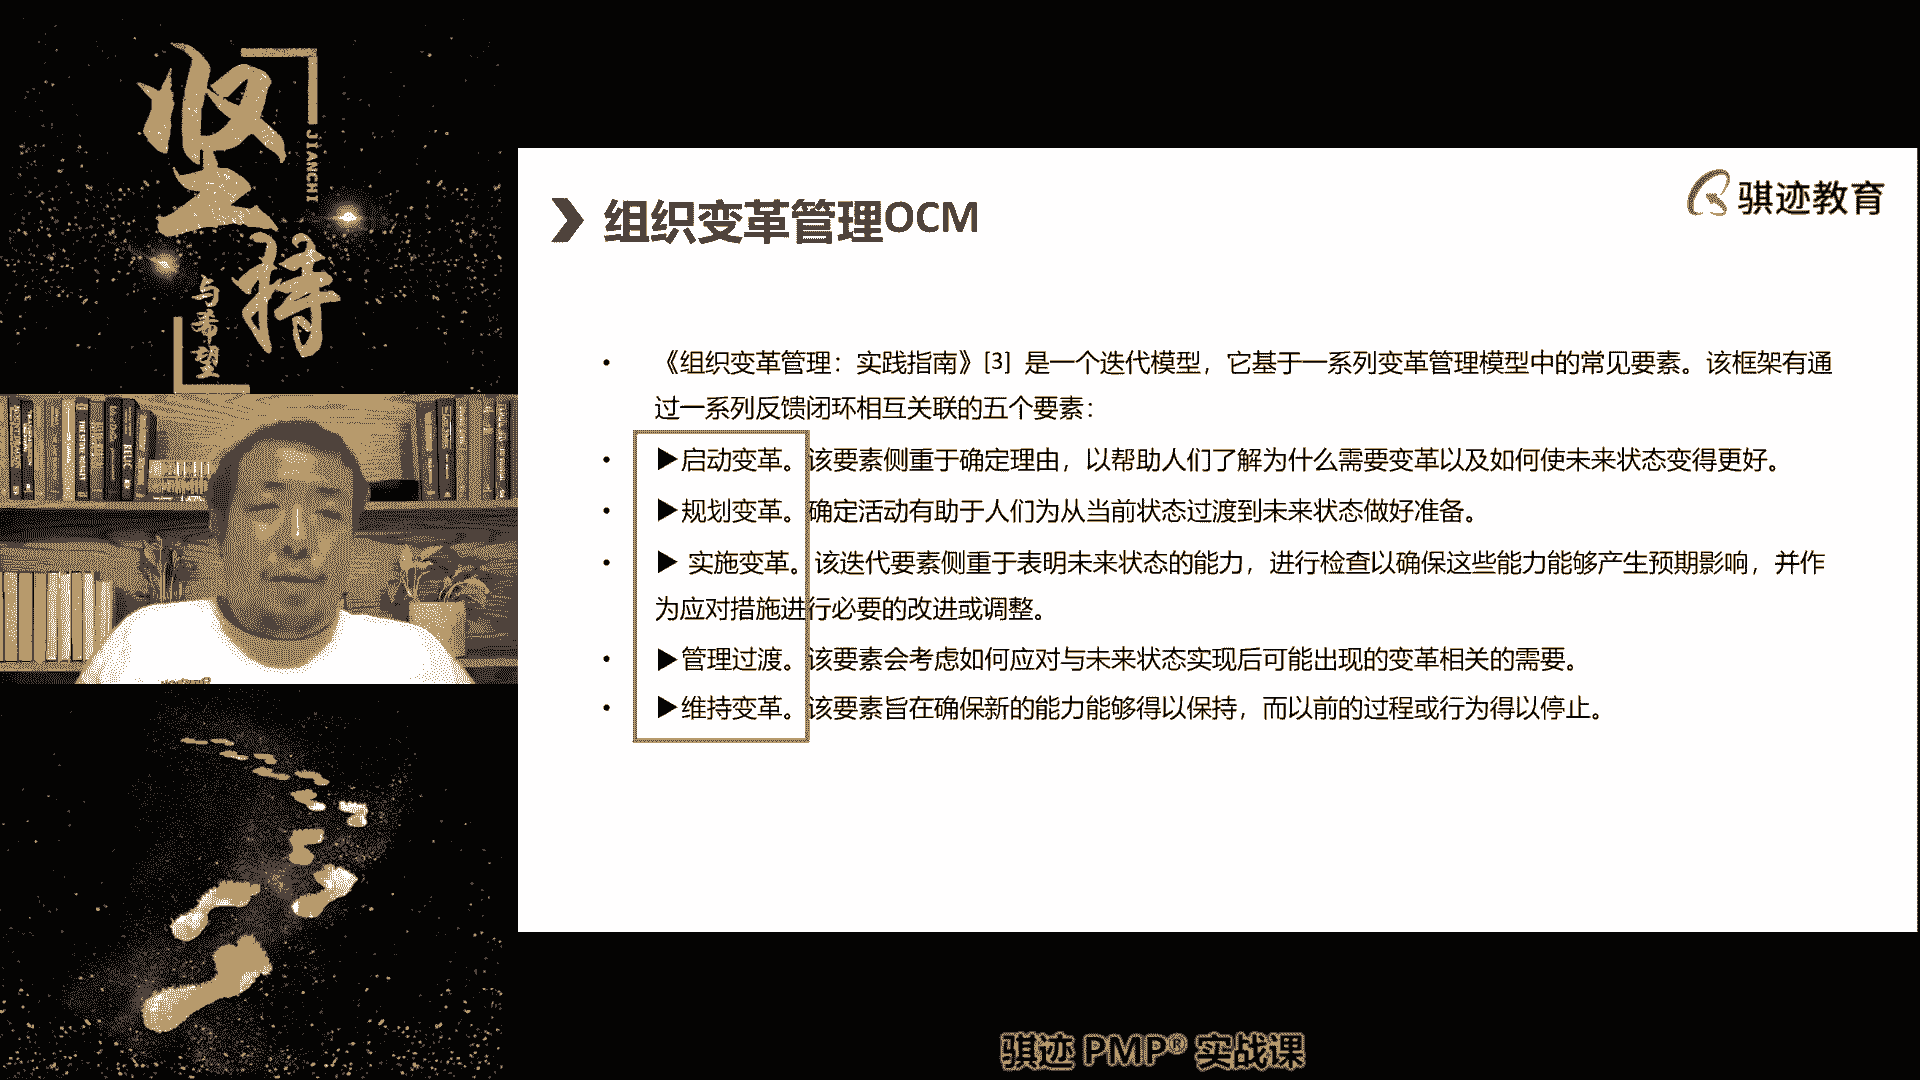 坚持
JIANCHI
与希望
骐迹教育
组织变革管理OCM
• 《组织变革管理：实践指南》[3] 是一个迭代模型，它基于一系列变革管理模型中的常见要素。该框架有通
过一系列反馈闭环相互关联的五个要素：
• ▶启动变革。该要素侧重于确定理由，以帮助人们了解为什么需要变革以及如何使未来状态变得更好。
• ▶规划变革。确定活动有助于人们为从当前状态过渡到未来状态做好准备。
• ▶ 实施变革。该迭代要素侧重于表明未来状态的能力，进行检查以确保这些能力能够产生预期影响，并作
为应对措施进行必要的改进或调整。
• ▶管理过渡。该要素会考虑如何应对与未来状态实现后可能出现的变革相关的需要。
• ▶维持变革。该要素旨在确保新的能力能够得以保持，而以前的过程或行为得以停止。
骐迹 PMP® 实战课